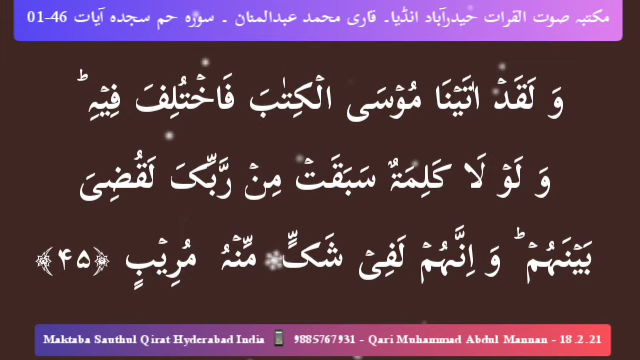 مکتبہ صوت القرات حیدرآباد انڈیا۔ قاری محمد عبدالمنان ۔ سورہ حم سجدہ آیات 46-01
وَ لَقَدۡ اٰتَیۡنَا مُوۡسَی الۡکِتٰبَ فَاخۡتُلِفَ فِیۡہِ ؕ
وَ لَوۡ لَا کَلِمَۃٌ سَبَقَتۡ مِنۡ رَّبِّکَ لَقُضِیَ
بَیۡنَہُمۡ ؕ وَ اِنَّہُمۡ لَفِیۡ شَکٍّ مِّنۡہُ مُرِیۡبٍ ﴿۴۵﴾
Maktaba Sauthul Qirat Hyderabad India 📱 9885767931 - Qari Muhammad Abdul Mannan - 18.2.21